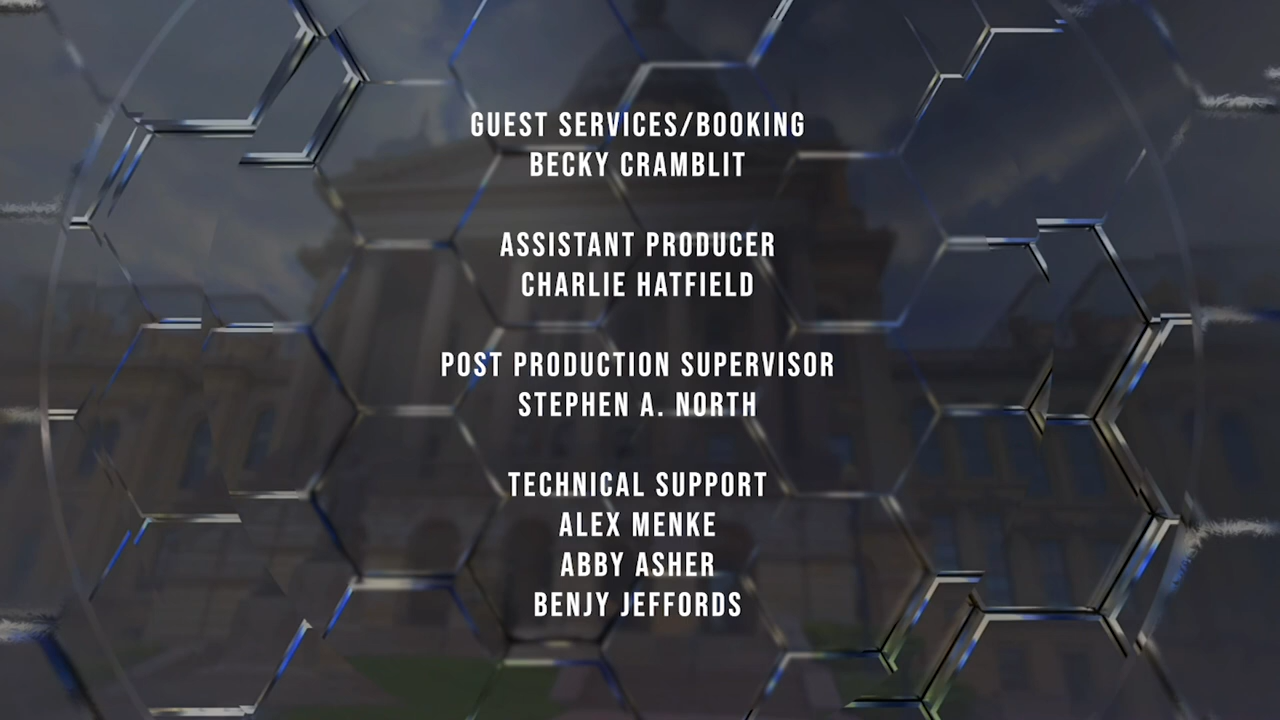 GUEST SERVICES/BOOKING
BECKY CRAMBLIT
ASSISTANT PRODUCER
CHARLIE HATFIELD
POST PRODUCTION SUPERVISOR
STEPHEN A. NORTH
TECHNICAL SUPPORT
ALEX MENKE
ABBY ASHER
BENJY JEFFORDS